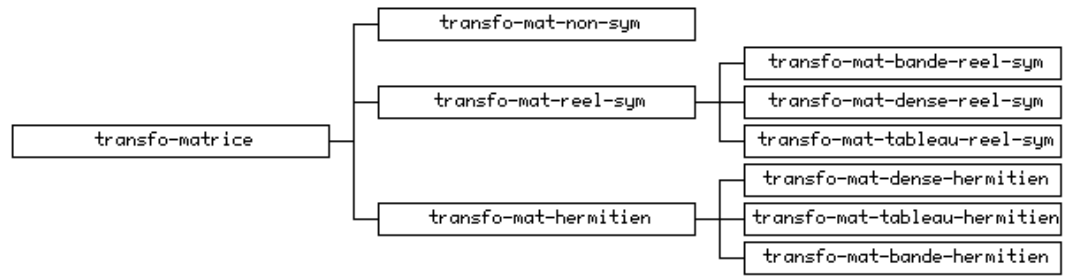 transfo-mat-non-sym
transfo-mat-bande-reel-sym
transfo-mat-reel-sym
transfo-mat-dense-reel-sym
transfo-matrice
transfo-mat-tableau-reel-sym
transfo-mat-dense-hermitien
transfo-mat-hermitien
transfo-mat-tableau-hermitien
transfo-mat-bande-hermitien